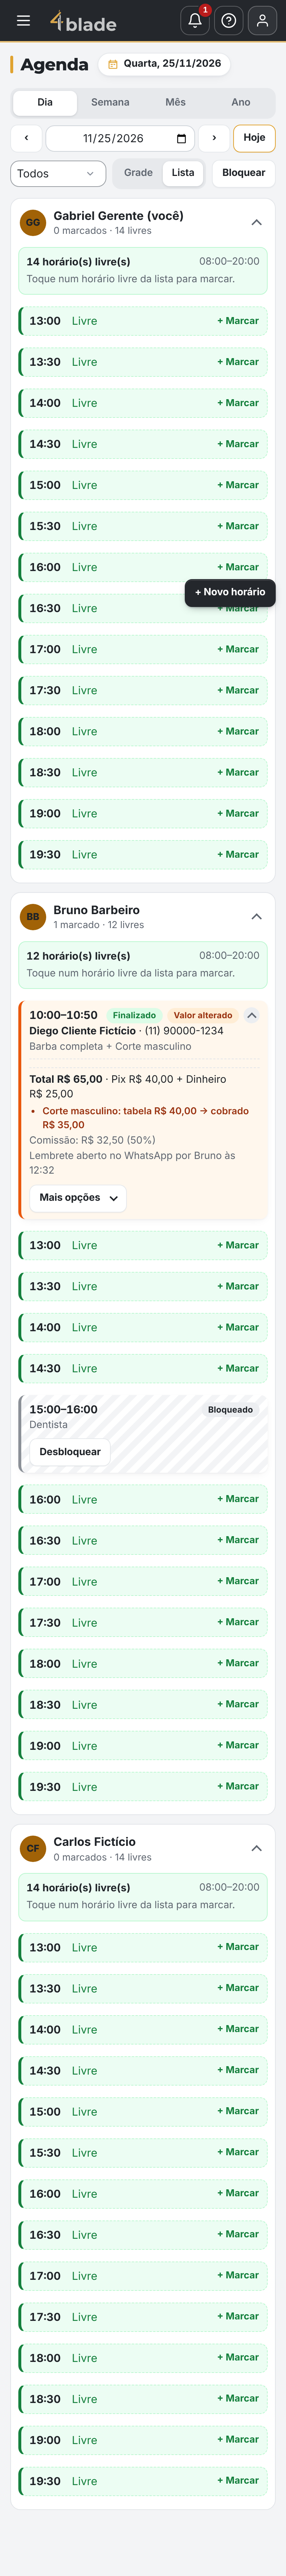 4blade
1
Agenda
Quarta, 25/11/2026
Dia
Semana
Mês
Ano
‹
11/25/2026
›
Hoje
Todos
Grade
Lista
Bloquear
GG
Gabriel Gerente (você)
0 marcados · 14 livres
14 horário(s) livre(s) 08:00–20:00
Toque num horário livre da lista para marcar.
13:00 Livre + Marcar
13:30 Livre + Marcar
14:00 Livre + Marcar
14:30 Livre + Marcar
15:00 Livre + Marcar
15:30 Livre + Marcar
16:00 Livre + Marcar
+ Novo horário
16:30 Livre + Marcar
17:00 Livre + Marcar
17:30 Livre + Marcar
18:00 Livre + Marcar
18:30 Livre + Marcar
19:00 Livre + Marcar
19:30 Livre + Marcar
BB
Bruno Barbeiro
1 marcado · 12 livres
12 horário(s) livre(s) 08:00–20:00
Toque num horário livre da lista para marcar.
10:00–10:50 Finalizado Valor alterado
Diego Cliente Fictício · (11) 90000-1234
Barba completa + Corte masculino
Total R$ 65,00 · Pix R$ 40,00 + Dinheiro
R$ 25,00
• Corte masculino: tabela R$ 40,00 → cobrado
R$ 35,00
Comissão: R$ 32,50 (50%)
Lembrete aberto no WhatsApp por Bruno às
12:32
Mais opções
13:00 Livre + Marcar
13:30 Livre + Marcar
14:00 Livre + Marcar
14:30 Livre + Marcar
15:00–16:00 Bloqueado
Dentista
Desbloquear
16:00 Livre + Marcar
16:30 Livre + Marcar
17:00 Livre + Marcar
17:30 Livre + Marcar
18:00 Livre + Marcar
18:30 Livre + Marcar
19:00 Livre + Marcar
19:30 Livre + Marcar
CF
Carlos Fictício
0 marcados · 14 livres
14 horário(s) livre(s) 08:00–20:00
Toque num horário livre da lista para marcar.
13:00 Livre + Marcar
13:30 Livre + Marcar
14:00 Livre + Marcar
14:30 Livre + Marcar
15:00 Livre + Marcar
15:30 Livre + Marcar
16:00 Livre + Marcar
16:30 Livre + Marcar
17:00 Livre + Marcar
17:30 Livre + Marcar
18:00 Livre + Marcar
18:30 Livre + Marcar
19:00 Livre + Marcar
19:30 Livre + Marcar